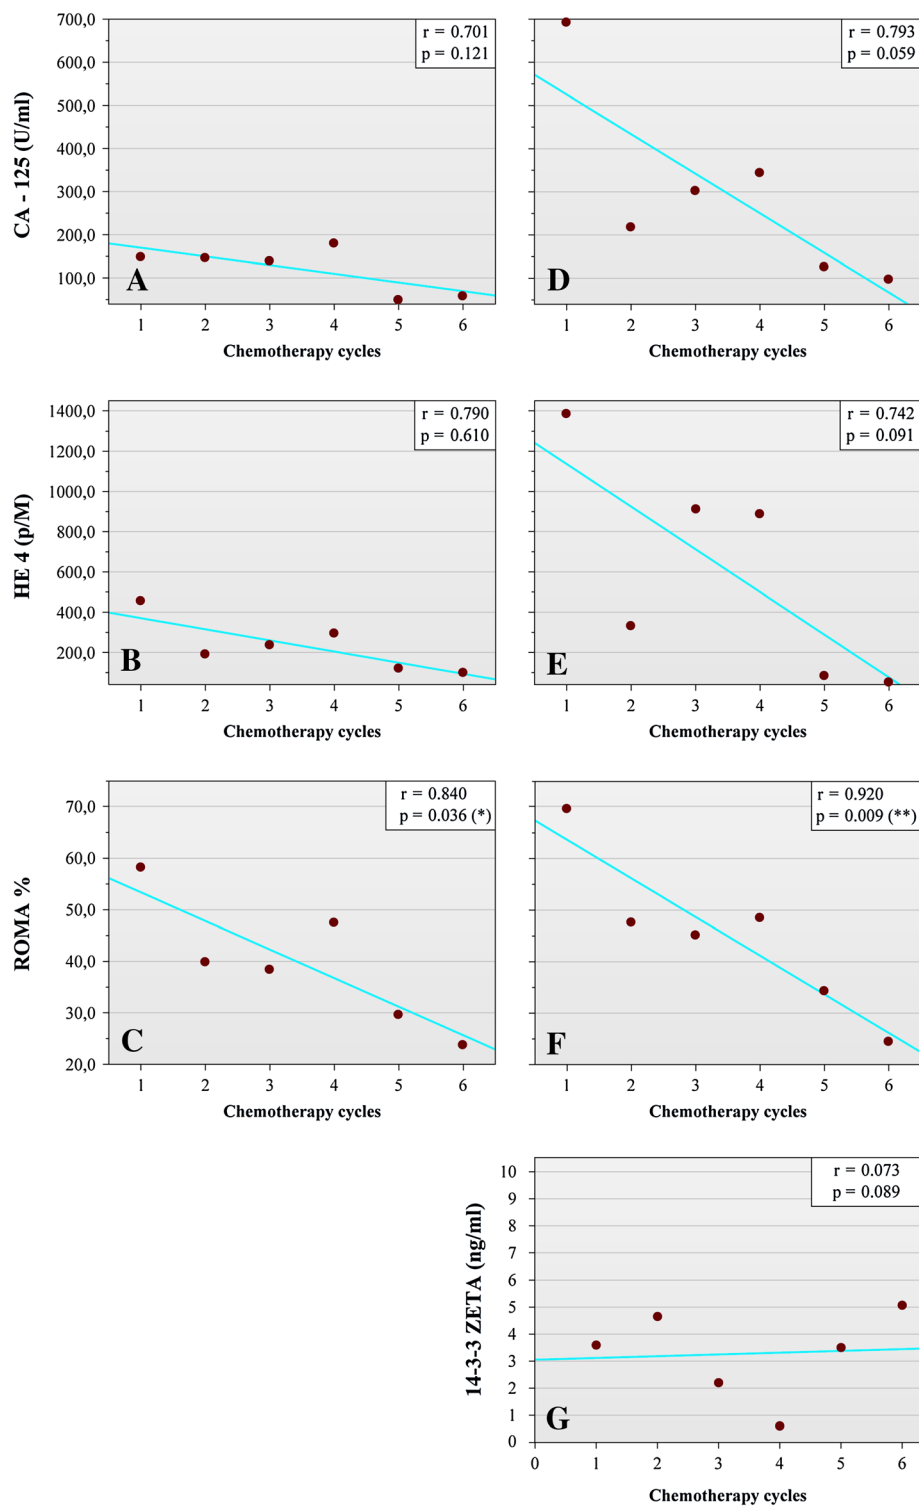 CA - 125 (U/ml)
700,0
600,0
500,0
400,0
300,0
200,0
100,0
r = 0.701
p = 0.121
A
1 2 3 4 5 6
Chemotherapy cycles
r = 0.793
p = 0.059
D
1 2 3 4 5 6
Chemotherapy cycles
HE 4 (p/M)
1400,0
1200,0
1000,0
800,0
600,0
400,0
200,0
r = 0.790
p = 0.610
B
1 2 3 4 5 6
Chemotherapy cycles
r = 0.742
p = 0.091
E
1 2 3 4 5 6
Chemotherapy cycles
ROMA %
70,0
60,0
50,0
40,0
30,0
20,0
r = 0.840
p = 0.036 (*)
C
1 2 3 4 5 6
Chemotherapy cycles
r = 0.920
p = 0.009 (**)
F
1 2 3 4 5 6
Chemotherapy cycles
14-3-3 ZETA (ng/ml)
10
9
8
7
6
5
4
3
2
1
0
r = 0.073
p = 0.089
G
0 1 2 3 4 5 6
Chemotherapy cycles